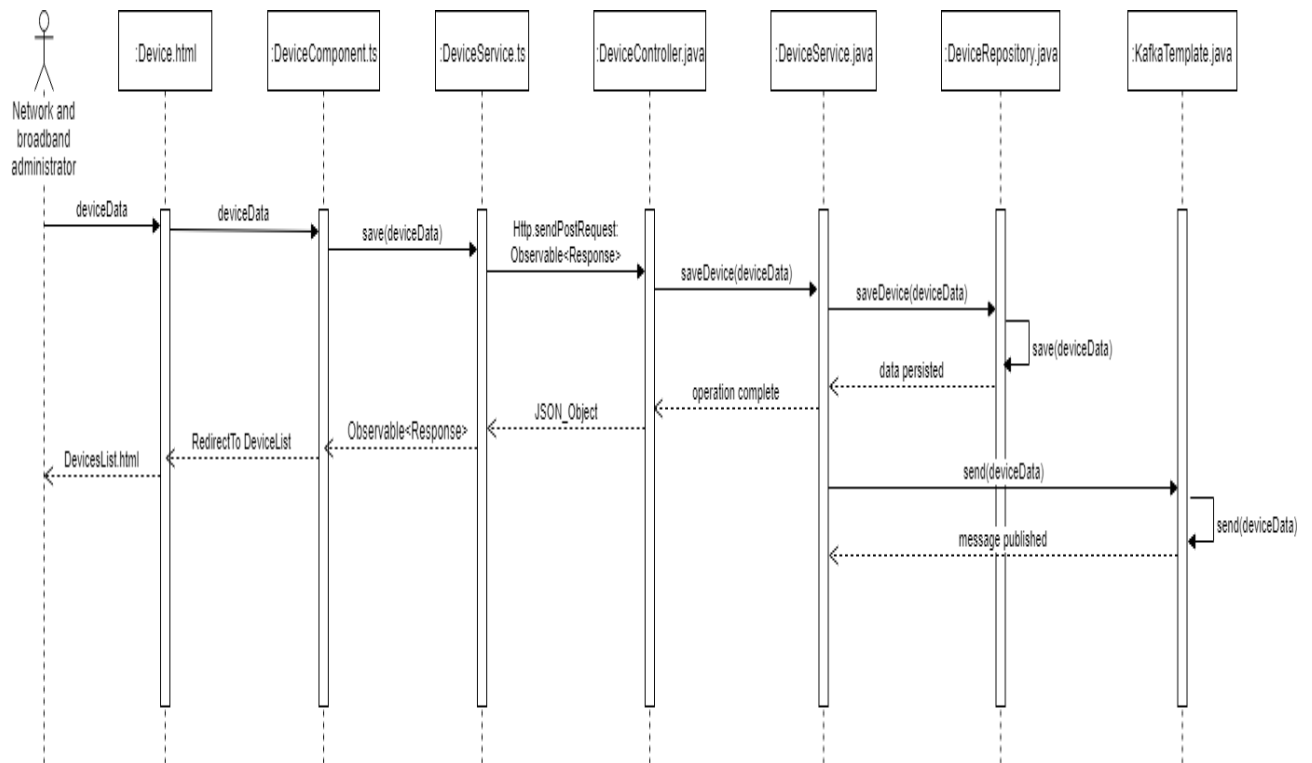 :Device.html
:DeviceComponent.ts
:DeviceService.ts
:DeviceController.java
:DeviceService.java
:DeviceRepository.java
:KafkaTemplate.java
Network and
broadband
administrator
deviceData
deviceData
save(deviceData)
Http.sendPostRequest:
Observable<Response>
saveDevice(deviceData)
saveDevice(deviceData)
save(deviceData)
data persisted
operation complete
JSON_Object
Observable<Response>
RedirectTo DeviceList
DevicesList.html
send(deviceData)
send(deviceData)
message published